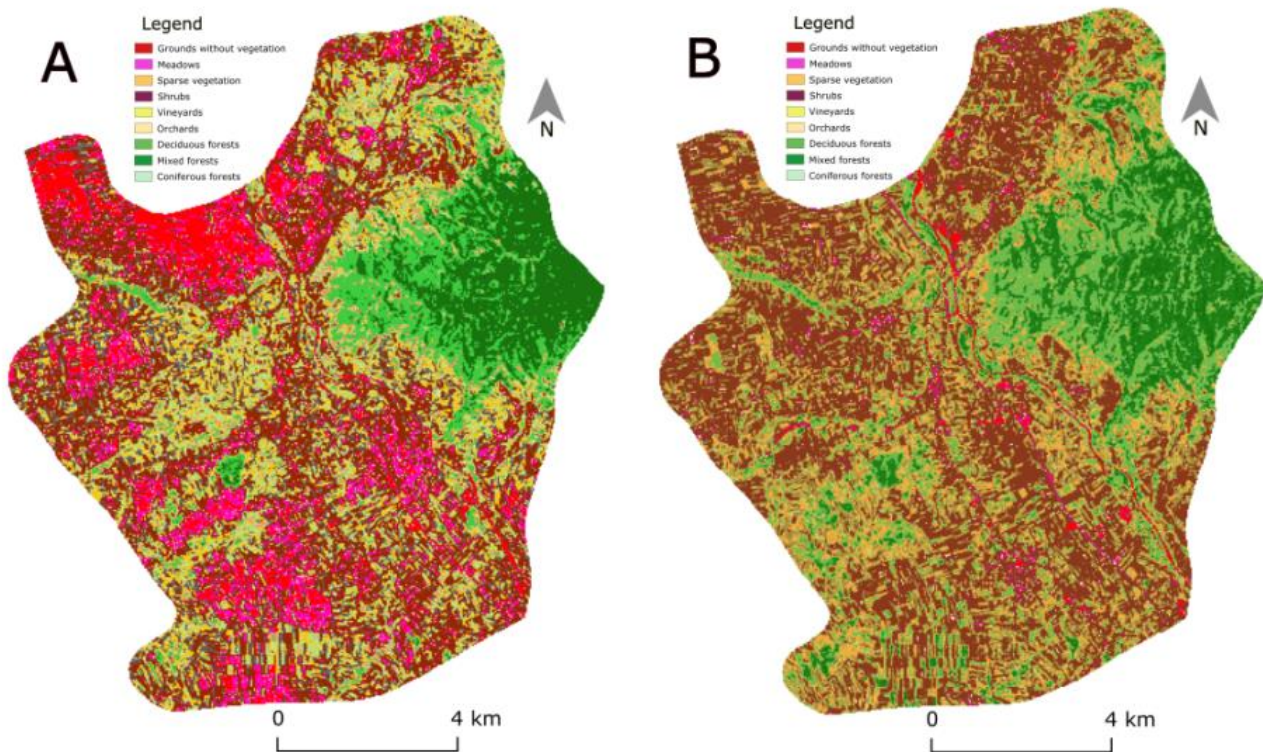 A
Legend
Grounds without vegetation
Meadows
Sparse vegetation
Shrubs
Vineyards
Orchards
Deciduous forests
Mixed forests
Coniferous forests
N
0 4 km
B
Legend
Grounds without vegetation
Meadows
Sparse vegetation
Shrubs
Vineyards
Orchards
Deciduous forests
Mixed forests
Coniferous forests
N
0 4 km